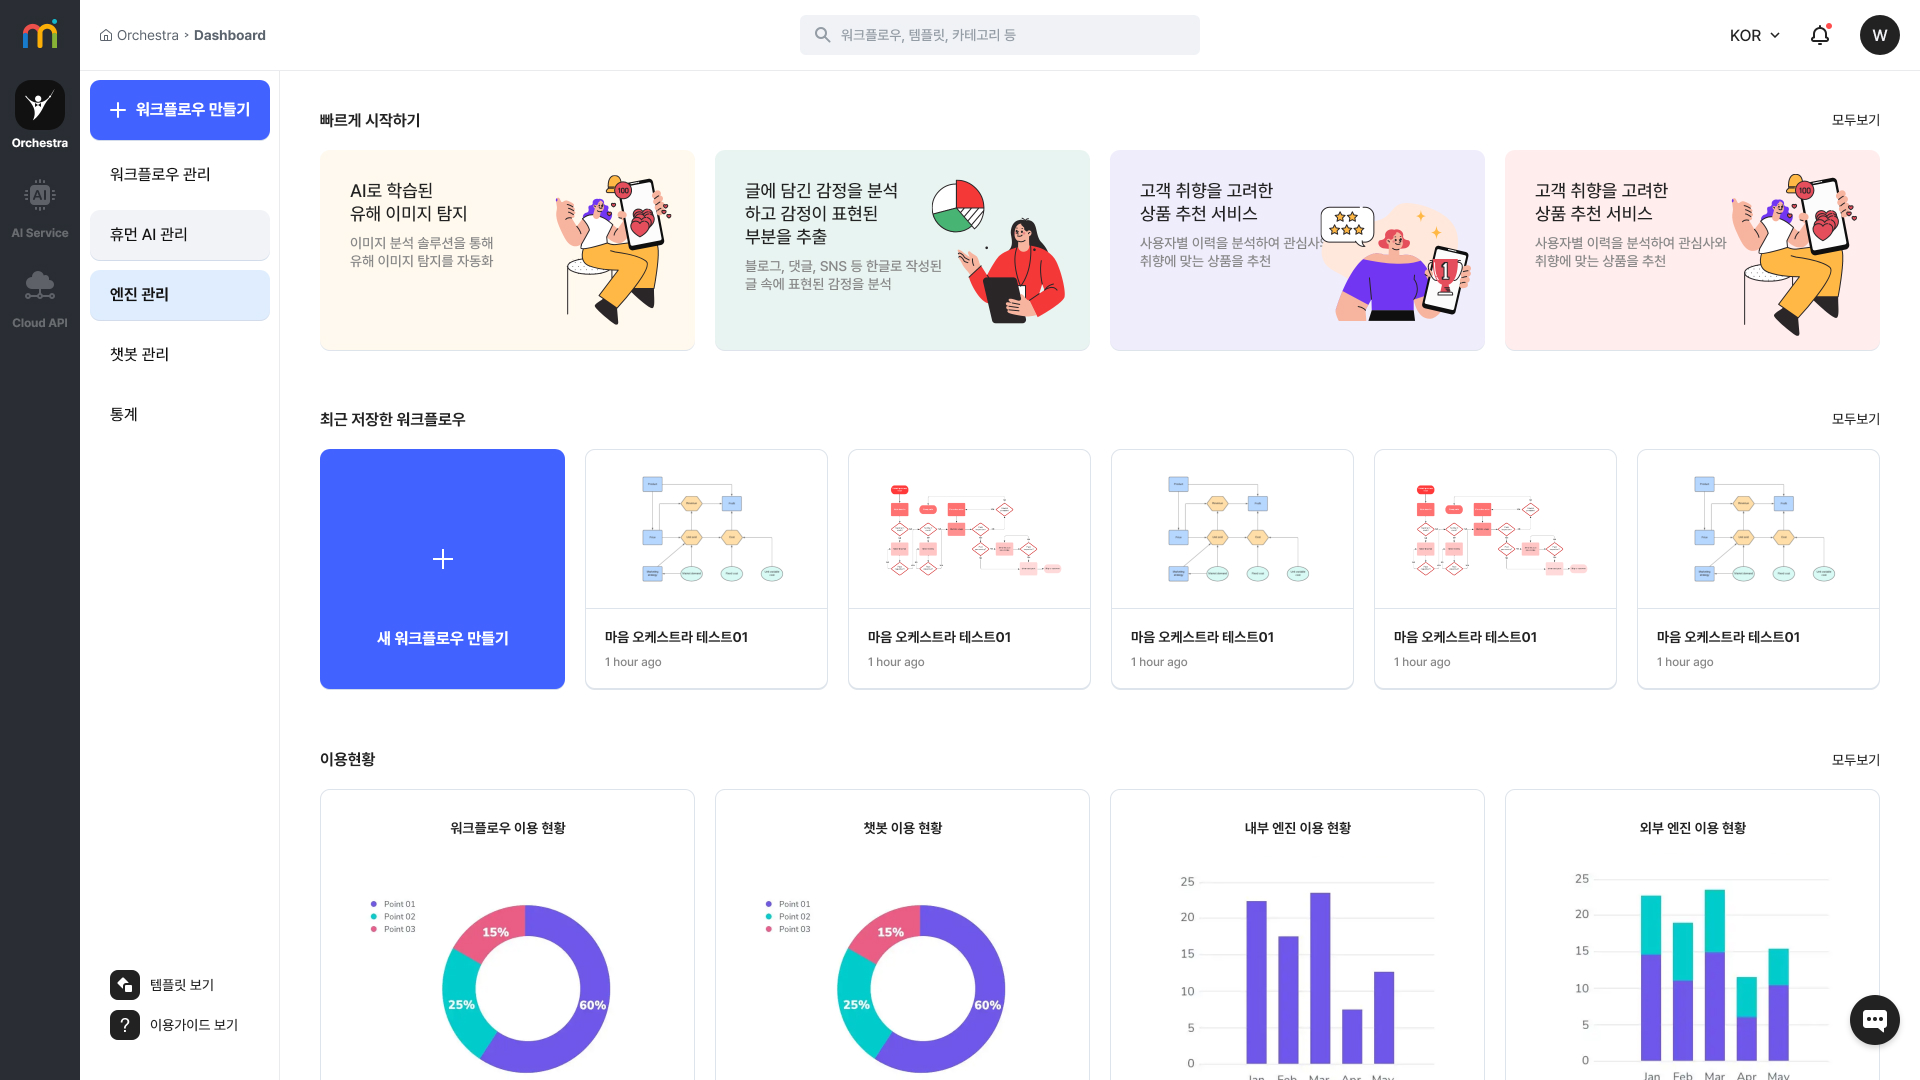 Orchestra > Dashboard
워크플로우, 템플릿, 카테고리 등
KOR
W
Orchestra
AI
AI Service
Cloud API
워크플로우 만들기
워크플로우 관리
휴먼 AI 관리
엔진 관리
챗봇 관리
통계
템플릿 보기
? 이용가이드 보기
빠르게 시작하기
모두보기
AI로 학습된
유해 이미지 탐지
이미지 분석 솔루션을 통해
유해 이미지 탐지를 자동화
100
글에 담긴 감정을 분석
하고 감정이 표현된
부분을 추출
블로그, 댓글, SNS 등 한글로 작성된
글 속에 표현된 감정을 분석
고객 취향을 고려한
상품 추천 서비스
사용자별 이력을 분석하여 관심사
취향에 맞는 상품을 추천
1
고객 취향을 고려한
상품 추천 서비스
사용자별 이력을 분석하여 관심사와
취향에 맞는 상품을 추천
100
최근 저장한 워크플로우
모두보기
새 워크플로우 만들기
마음 오케스트라 테스트01
1 hour ago
마음 오케스트라 테스트01
1 hour ago
마음 오케스트라 테스트01
1 hour ago
마음 오케스트라 테스트01
1 hour ago
마음 오케스트라 테스트01
1 hour ago
이용현황
모두보기
워크플로우 이용 현황
Point 01
Point 02
Point 03
15%
25%
60%
챗봇 이용 현황
Point 01
Point 02
Point 03
15%
25%
60%
내부 엔진 이용 현황
25
20
15
10
5
0
Jan Feb Mar Apr May
외부 엔진 이용 현황
25
20
15
10
5
0
Jan Feb Mar Apr May